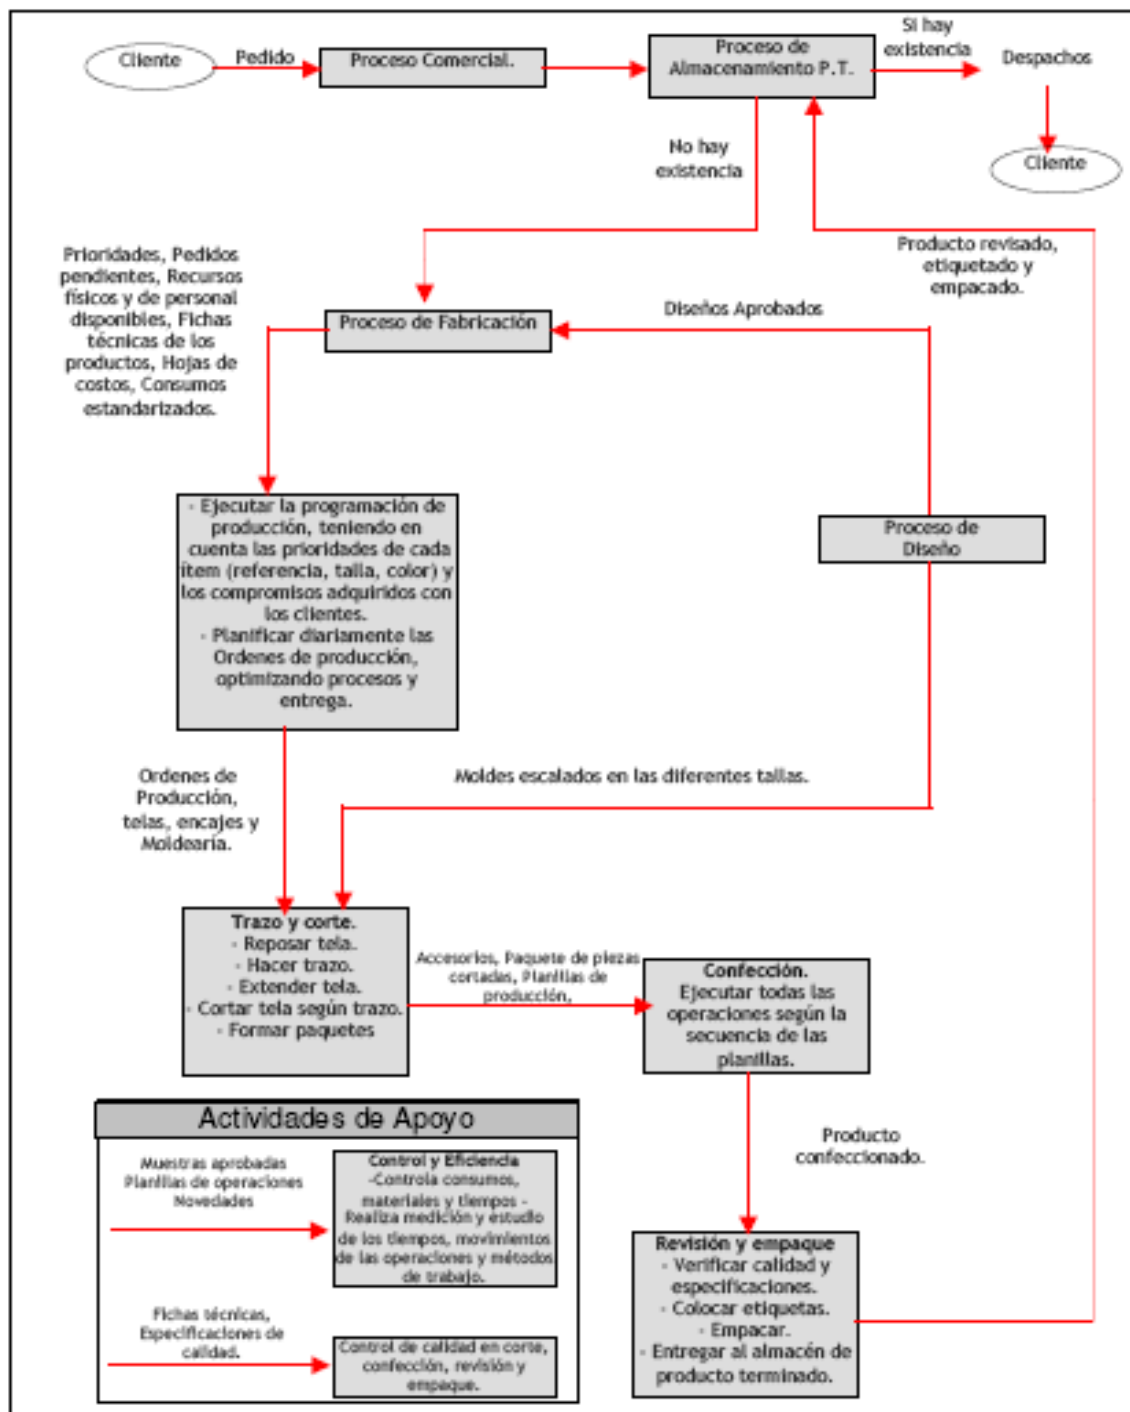 Cliente
Pedido
Proceso Comercial.
Proceso de
Almacenamiento P.T.
Si hay
existencia
Despachos
Cliente
No hay
existencia
Producto revisado,
etiquetado y
empacado.
Prioridades, Pedidos
pendientes, Recursos
físicos y de personal
disponibles, Fichas
técnicas de los
productos, Hojas de
costos, Consumos
estandarizados.
Proceso de Fabricación
Diseños Aprobados
- Ejecutar la programación de
producción, teniendo en
cuenta las prioridades de cada
ítem (referencia, talla, color) y
los compromisos adquiridos con
los clientes.
- Planificar diariamente las
Ordenes de producción,
optimizando procesos y
entrega.
Proceso de
Diseño
Ordenes de
Producción,
telas, encajes y
Moldearía.
Moldes escalados en las diferentes tallas.
Trazo y corte.
- Reposar tela.
- Hacer trazo.
- Extender tela.
- Cortar tela según trazo.
- Formar paquetes
Accesorios, Paquete de piezas
cortadas, Planillas de
producción,
Confección.
Ejecutar todas las
operaciones según la
secuencia de las
planillas.
Producto
confeccionado.
Revisión y empaque
- Verificar calidad y
especificaciones.
- Colocar etiquetas.
- Empacar.
- Entregar al almacén de
producto terminado.
Actividades de Apoyo
Muestras aprobadas
Planillas de operaciones
Novedades
Control y Eficiencia
-Controla consumos,
materiales y tiempos -
Realiza medición y estudio
de los tiempos, movimientos
de las operaciones y métodos
de trabajo.
Fichas técnicas,
Especificaciones de
calidad.
Control de calidad en corte,
confección, revisión y
empaque.